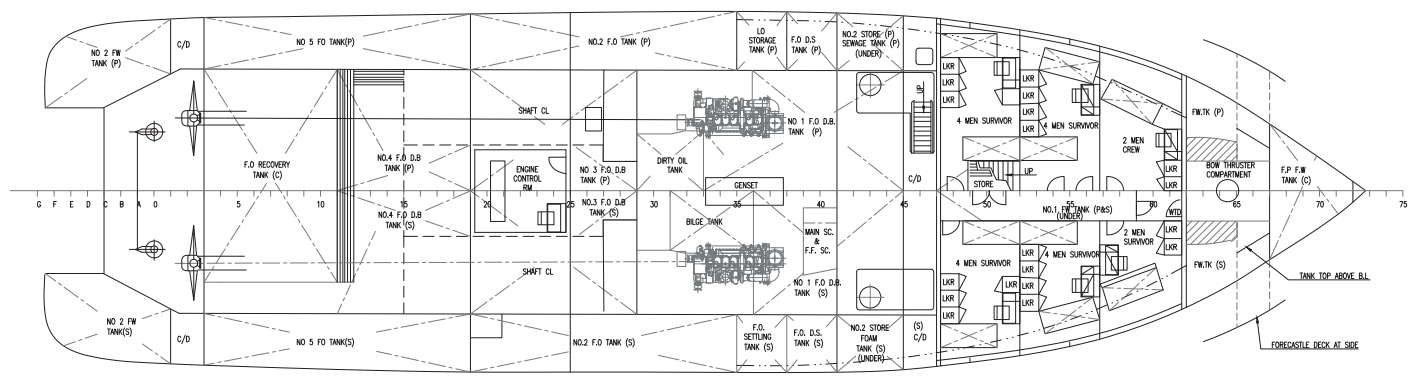 NO 2 FW
TANK (P)
C/D
NO 5 FO TANK(P)
NO.2 F.O TANK (P)
LO
STORAGE
TANK (P)
F.O D.S
TANK (P)
NO.2 STORE (P)
SEWAGE TANK (P)
(UNDER)
LKR
LKR
LKR
4 MEN SURVIVOR
LKR
LKR
LKR
LKR
4 MEN SURVIVOR
2 MEN
CREW
LKR
LKR
FW.TK (P)
BOW THRUSTER
COMPARTMENT
F.P F.W
TANK (C)
UP
SHAFT CL
NO 1 F.O D.B.
TANK (P)
F.O RECOVERY
TANK (C)
NO.4 F.O D.B
TANK (P)
ENGINE
CONTROL
RM
NO 3 F.O D.B
TANK (P)
DIRTY OIL
TANK
GENSET
C/D
STORE
UP
G F E D C B A 0 5 10 15 20 25 30 35 40 45 50 55 60 65 70 75
NO.4 F.O D.B
TANK (S)
NO.3 F.O D.B
TANK (S)
BILGE TANK
MAIN SC.
&
F.F. SC.
NO.1 FW TANK (P&S)
(UNDER)
WTD
LKR
LKR
2 MEN
SURVIVOR
4 MEN SURVIVOR
LKR
LKR
LKR
LKR
4 MEN SURVIVOR
LKR
LKR
LKR
LKR
FW.TK (S)
SHAFT CL
NO 1 F.O D.B.
TANK (S)
TANK TOP ABOVE B.L
NO 2 FW
TANK(S)
C/D
NO 5 FO TANK(S)
NO.2 F.O TANK (S)
F.O.
SETTLING
TANK (S)
F.O. D.S.
TANK (S)
NO.2 STORE
FOAM
TANK (S)
(UNDER)
(S)
C/D
FORECASTLE DECK AT SIDE